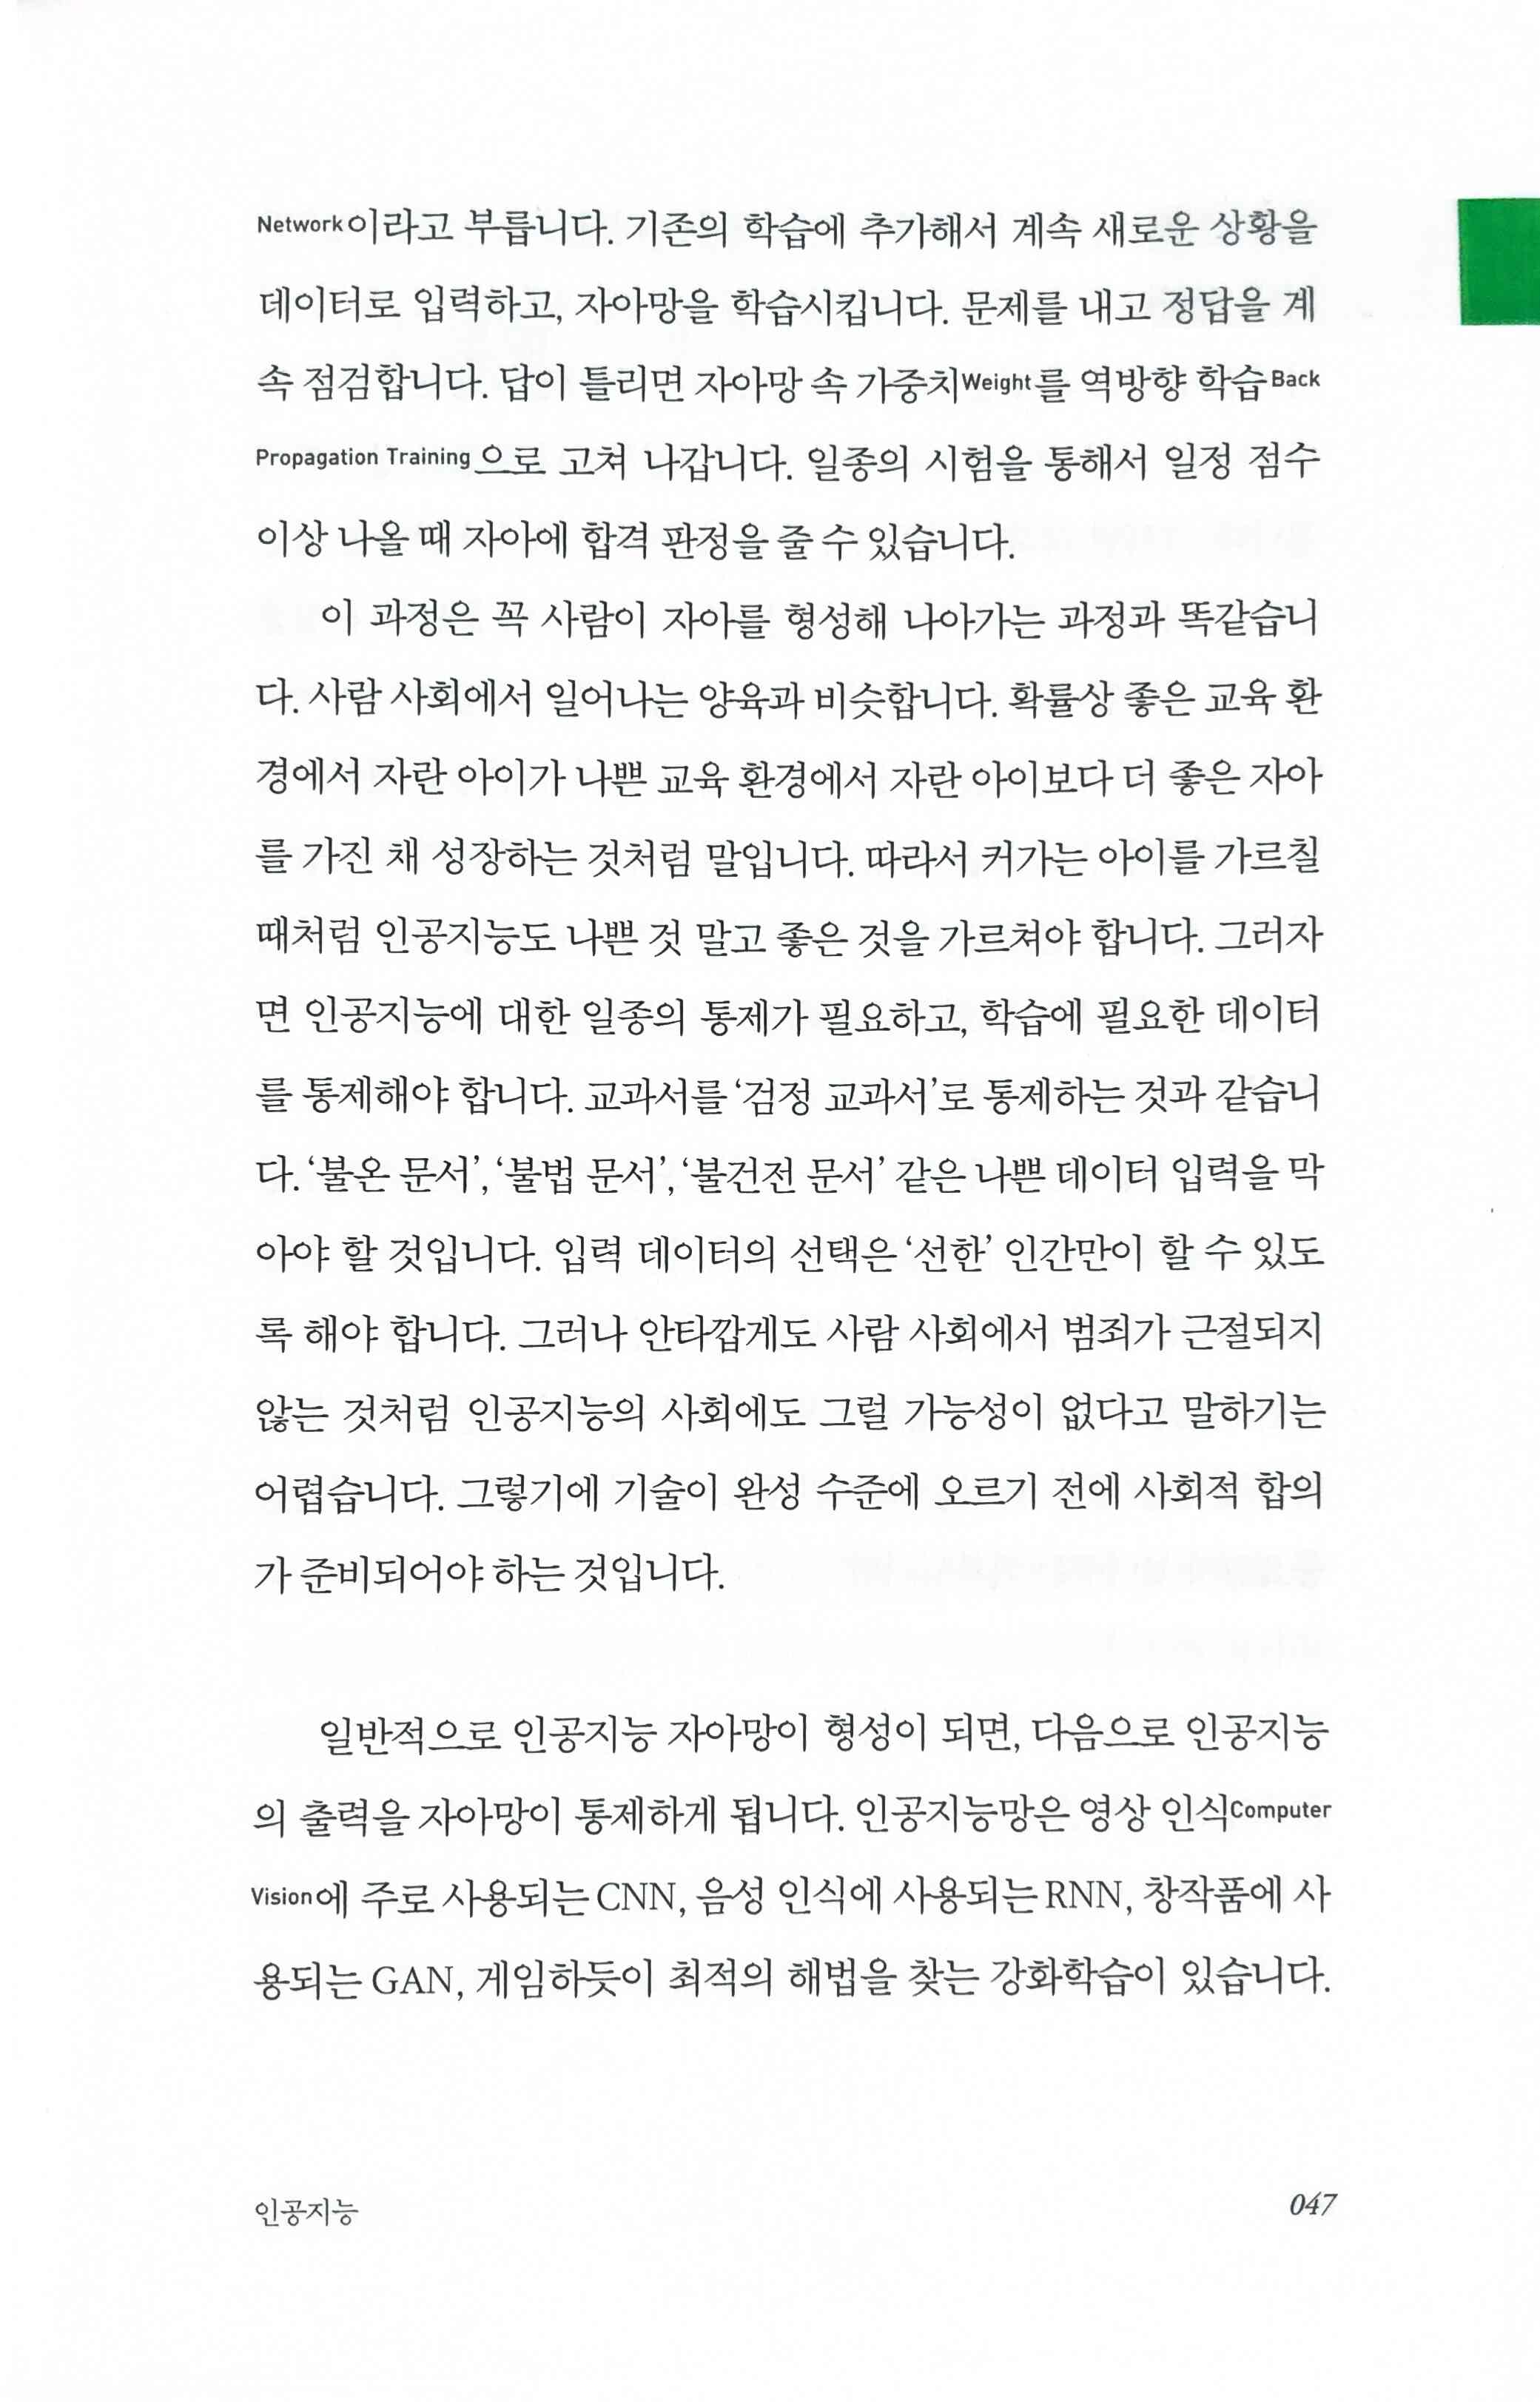 Network이라고 부릅니다. 기존의 학습에 추가해서 계속 새로운 상황을
데이터로 입력하고, 자아망을 학습시킵니다. 문제를 내고 정답을 계
속 점검합니다. 답이 틀리면 자아망 속 가중치Weight를 역방향 학습Back
Propagation Training으로 고쳐 나갑니다. 일종의 시험을 통해서 일정 점수
이상 나올 때 자아에 합격 판정을 줄 수 있습니다.
이 과정은 꼭 사람이 자아를 형성해 나아가는 과정과 똑같습니
다. 사람 사회에서 일어나는 양육과 비슷합니다. 확률상 좋은 교육 환
경에서 자란 아이가 나쁜 교육 환경에서 자란 아이보다 더 좋은 자아
를 가진 채 성장하는 것처럼 말입니다. 따라서 커가는 아이를 가르칠
때처럼 인공지능도 나쁜 것 말고 좋은 것을 가르쳐야 합니다. 그러자
면 인공지능에 대한 일종의 통제가 필요하고, 학습에 필요한 데이터
를 통제해야 합니다. 교과서를 ‘검정 교과서’로 통제하는 것과 같습니
다. ‘불온 문서’, ‘불법 문서’, ‘불건전 문서’ 같은 나쁜 데이터 입력을 막
아야 할 것입니다. 입력 데이터의 선택은 ‘선한’ 인간만이 할 수 있도
록 해야 합니다. 그러나 안타깝게도 사람 사회에서 범죄가 근절되지
않는 것처럼 인공지능의 사회에도 그럴 가능성이 없다고 말하기는
어렵습니다. 그렇기에 기술이 완성 수준에 오르기 전에 사회적 합의
가 준비되어야 하는 것입니다.
일반적으로 인공지능 자아망이 형성이 되면, 다음으로 인공지능
의 출력을 자아망이 통제하게 됩니다. 인공지능망은 영상 인식Computer
Vision에 주로 사용되는 CNN, 음성 인식에 사용되는 RNN, 창작품에 사
용되는 GAN, 게임하듯이 최적의 해법을 찾는 강화학습이 있습니다.
인공지능
047